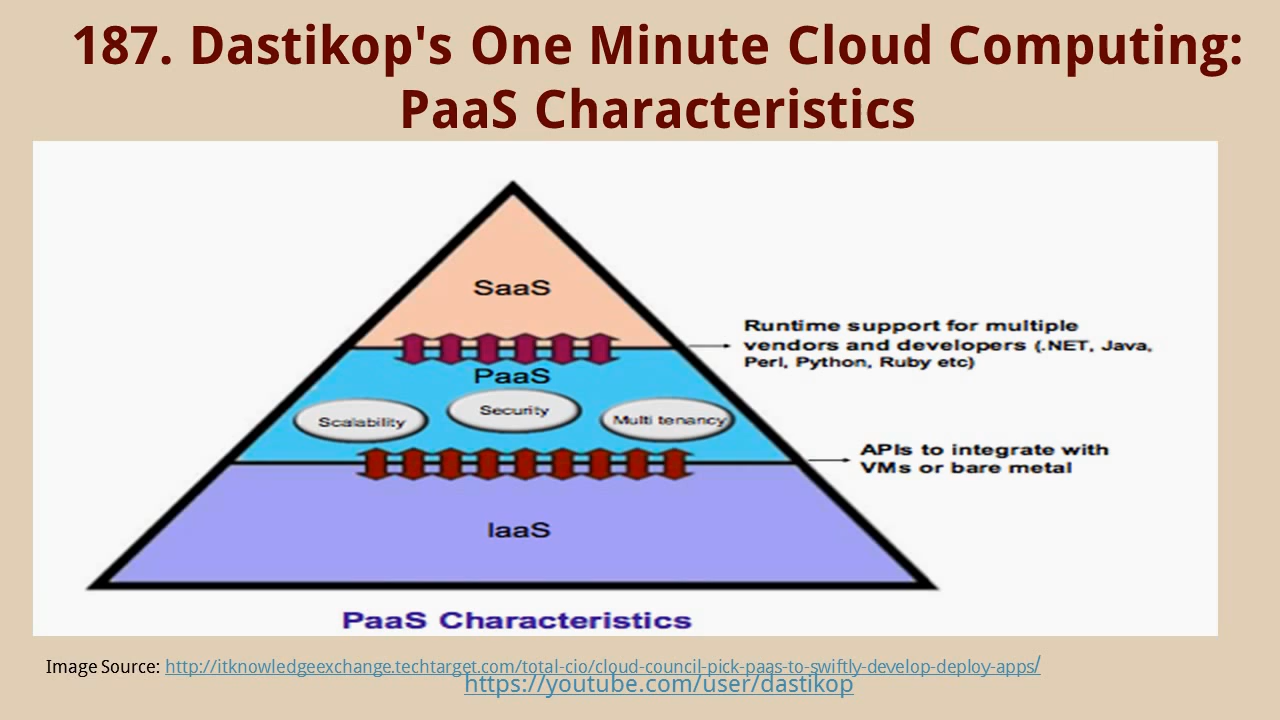 187. Dastikop's One Minute Cloud Computing:
PaaS Characteristics
SaaS
Runtime support for multiple
vendors and developers (.NET, Java,
Perl, Python, Ruby etc)
PaaS
Scalability
Security
Multi tenancy
APIs to integrate with
VMs or bare metal
IaaS
PaaS Characteristics
Image Source: http://itknowledgeexchange.techtarget.com/total-cio/cloud-council-pick-paas-to-swiftly-develop-deploy-apps/
https://youtube.com/user/dastikop